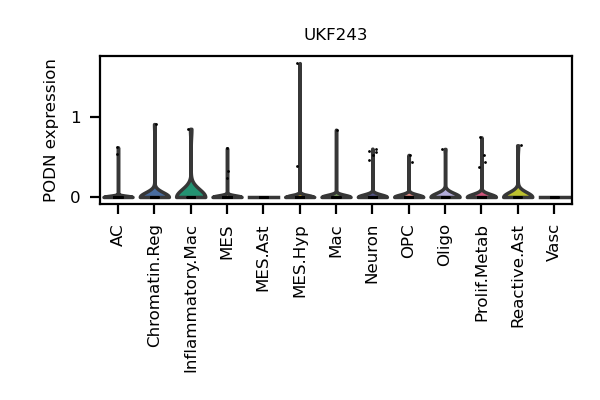 UKF243
PODN expression
1
0
AC
Chromatin.Reg
Inflammatory.Mac
MES
MES.Ast
MES.Hyp
Mac
Neuron
OPC
Oligo
Prolif.Metab
Reactive.Ast
Vasc